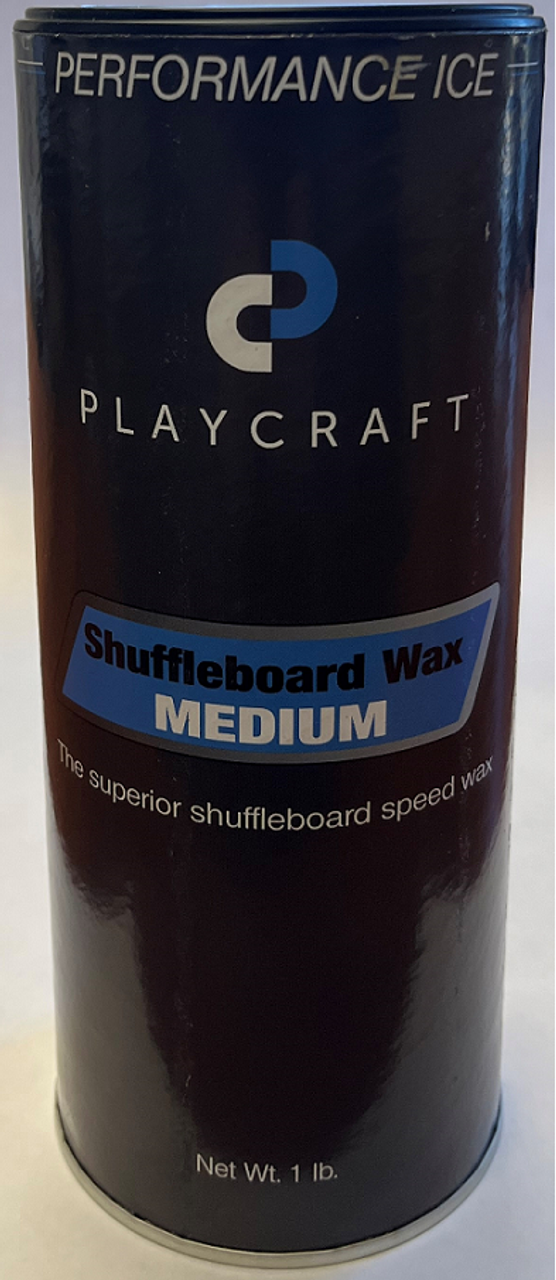 PERFORMANCE ICE
PLAYCRAFT
Shuffleboard Wax
MEDIUM
The superior shuffleboard speed wax
Net Wt. 1 lb.